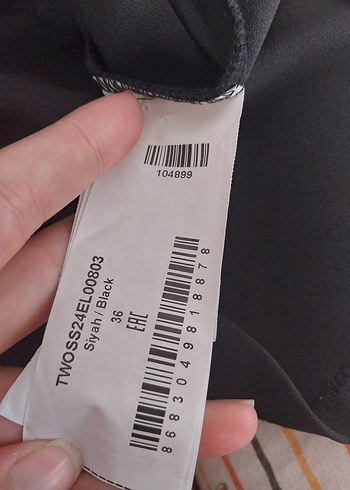 104899
TWOSS24EL00803
Siyah / Black
36
EAC
8683049818878